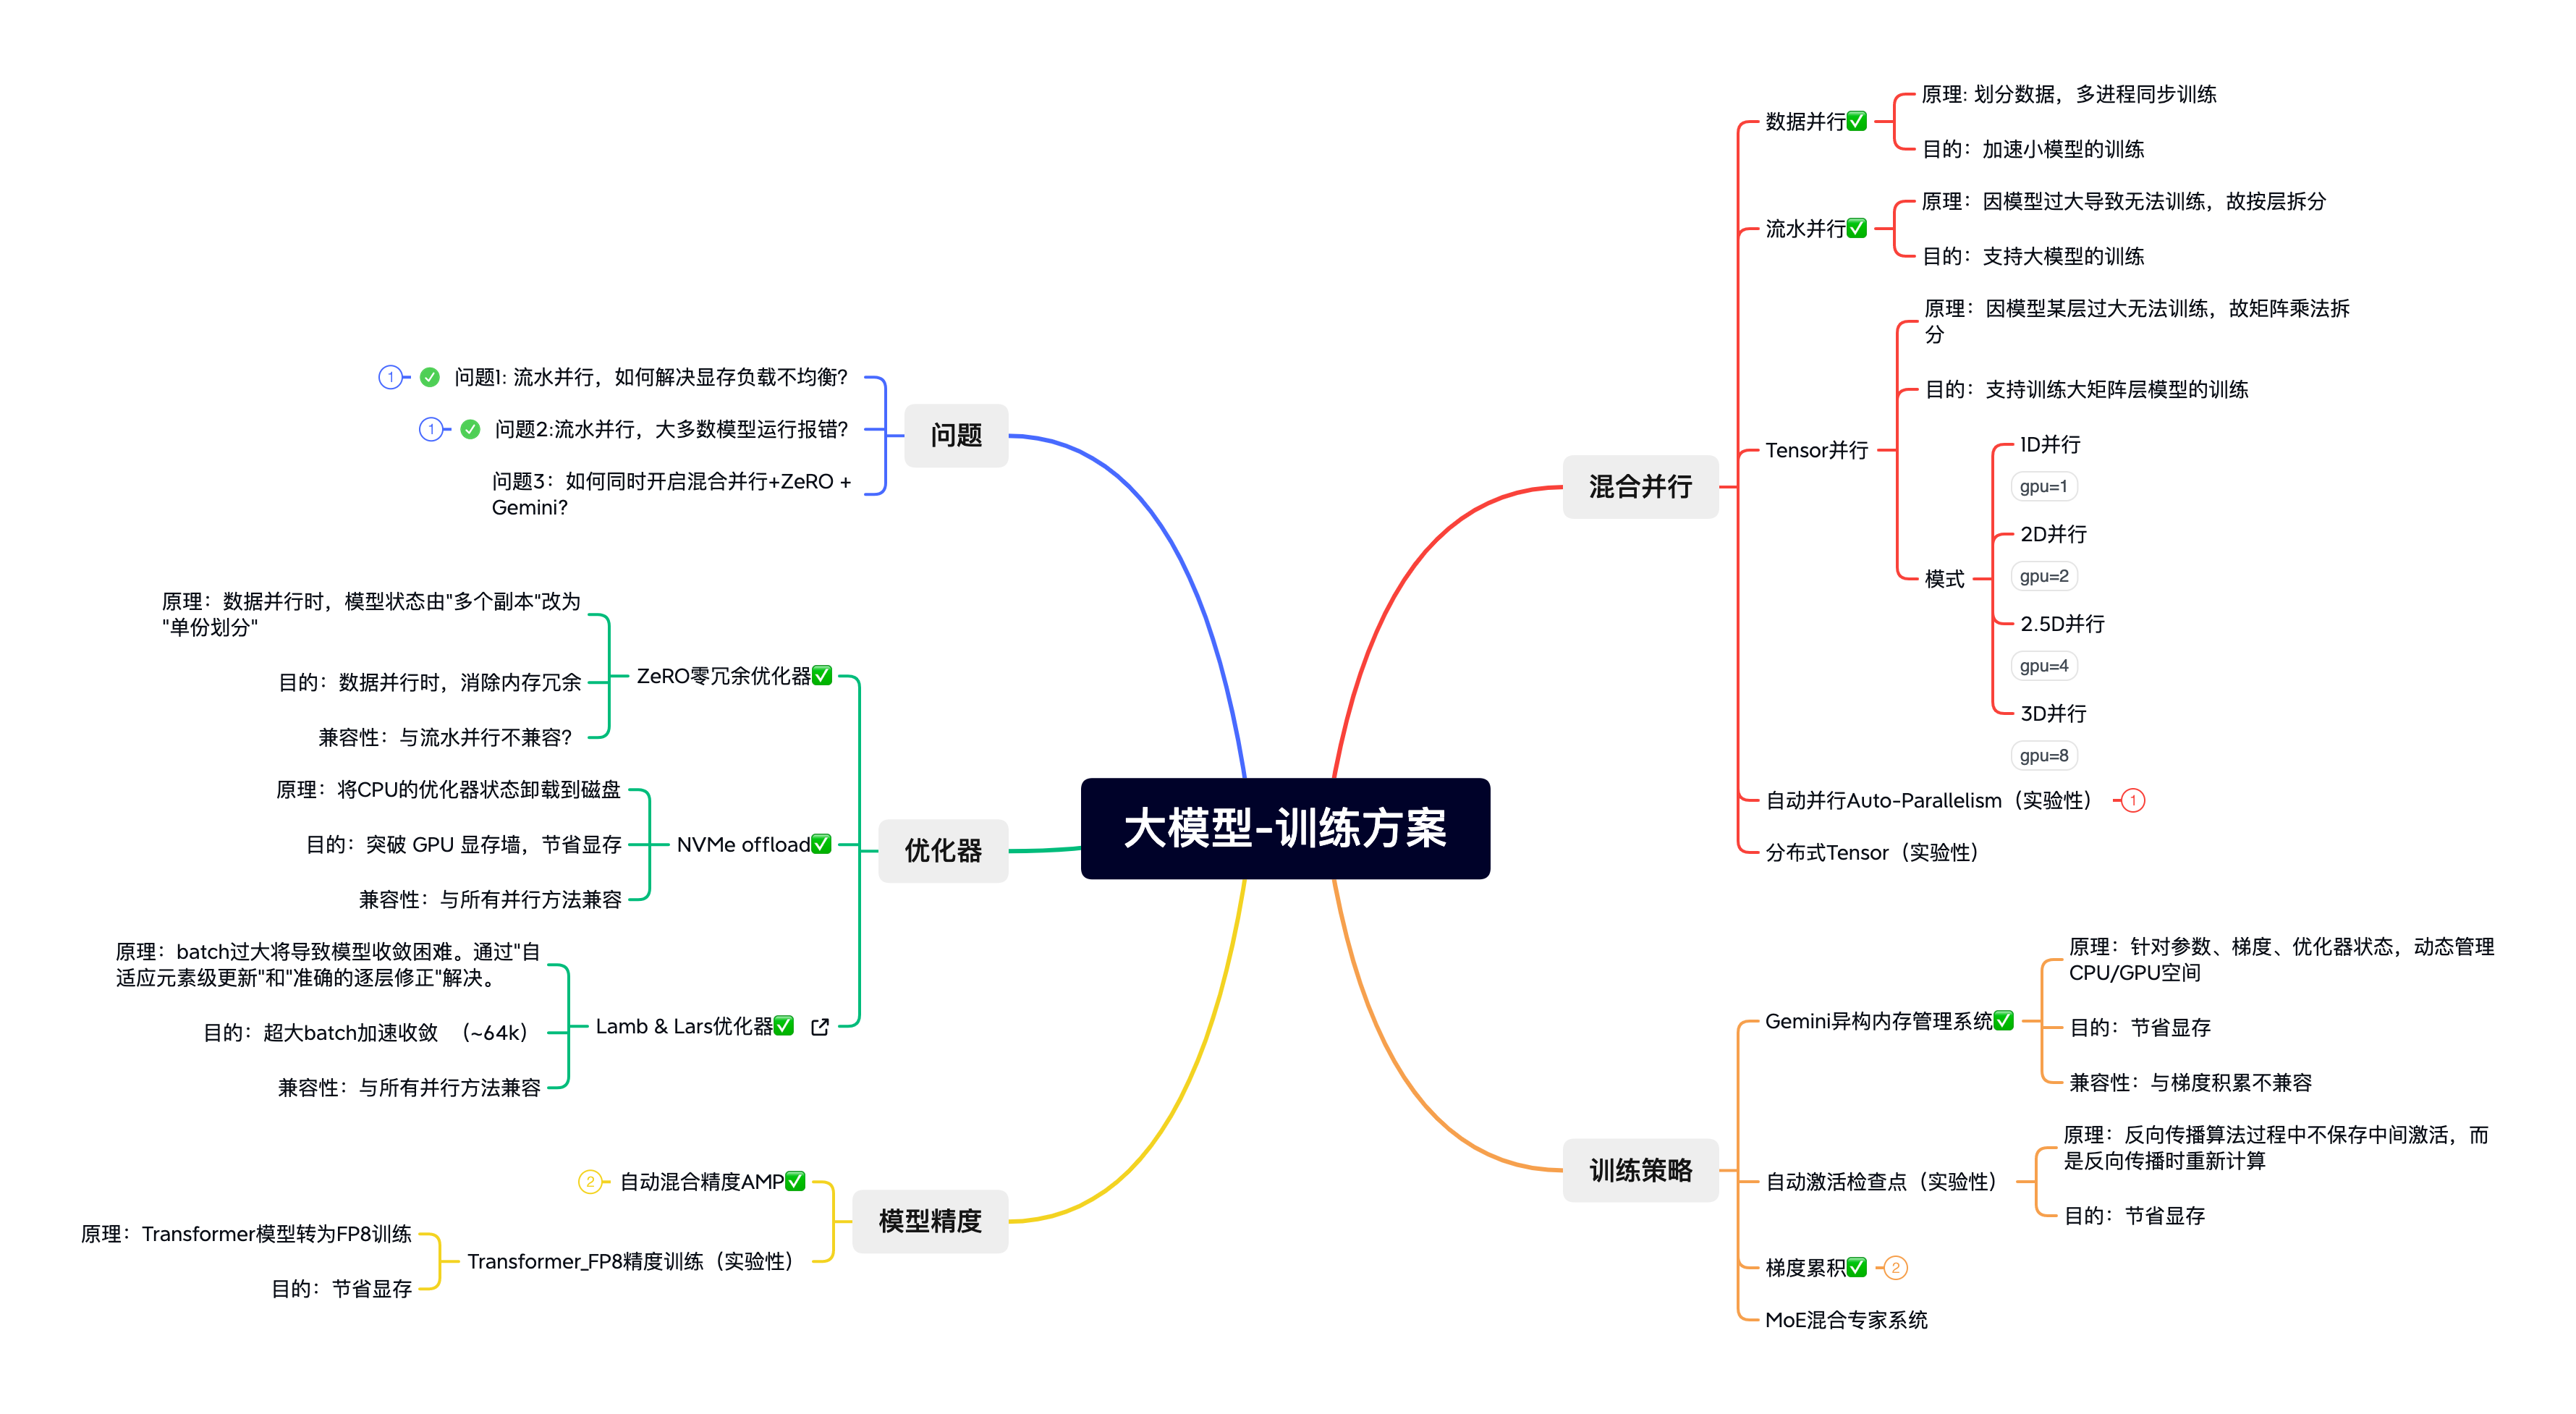 大模型-训练方案
混合并行
数据并行✅
原理: 划分数据，多进程同步训练
目的：加速小模型的训练
流水并行✅
原理：因模型过大导致无法训练，故按层拆分
目的：支持大模型的训练
Tensor并行
原理：因模型某层过大无法训练，故矩阵乘法拆
分
目的：支持训练大矩阵层模型的训练
模式
1D并行
gpu=1
2D并行
gpu=2
2.5D并行
gpu=4
3D并行
gpu=8
自动并行Auto-Parallelism（实验性）
1
分布式Tensor（实验性）
训练策略
Gemini异构内存管理系统✅
原理：针对参数、梯度、优化器状态，动态管理
CPU/GPU空间
目的：节省显存
兼容性：与梯度积累不兼容
自动激活检查点（实验性）
原理：反向传播算法过程中不保存中间激活，而
是反向传播时重新计算
目的：节省显存
梯度累积✅
2
MoE混合专家系统
问题
问题1: 流水并行，如何解决显存负载不均衡?
1
问题2:流水并行，大多数模型运行报错?
1
问题3：如何同时开启混合并行+ZeRO +
Gemini?
优化器
ZeRO零冗余优化器✅
原理：数据并行时，模型状态由"多个副本"改为
"单份划分"
目的：数据并行时，消除内存冗余
兼容性：与流水并行不兼容?
NVMe offload✅
原理：将CPU的优化器状态卸载到磁盘
目的：突破 GPU 显存墙，节省显存
兼容性：与所有并行方法兼容
Lamb & Lars优化器✅
原理：batch过大将导致模型收敛困难。通过"自
适应元素级更新"和"准确的逐层修正"解决。
目的：超大batch加速收敛 （~64k）
兼容性：与所有并行方法兼容
模型精度
自动混合精度AMP✅
2
Transformer_FP8精度训练（实验性）
原理：Transformer模型转为FP8训练
目的：节省显存